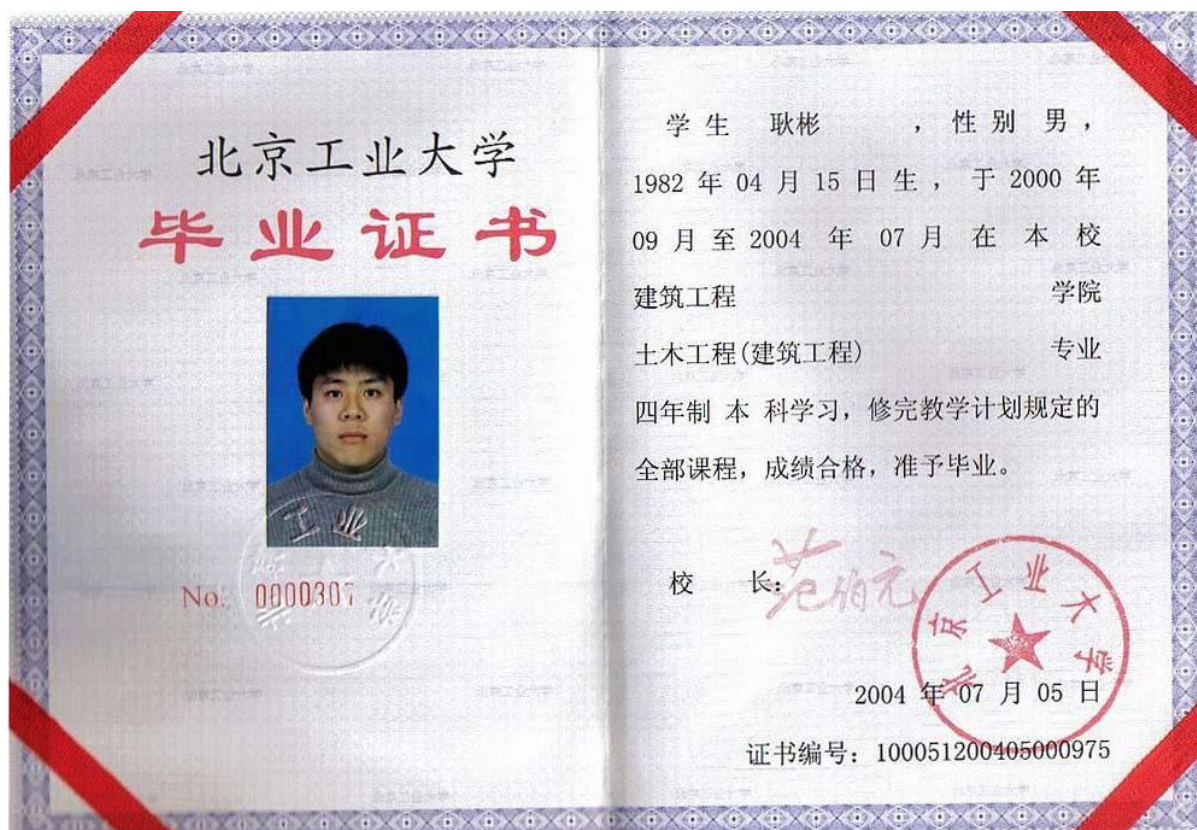 北京工业大学
毕业证书
工业
No: 0000307
学生 耿彬 ，性别 男，
1982 年 04 月 15 日 生，于 2000 年
09 月 至 2004 年 07 月 在 本 校
建筑工程 学院
土木工程(建筑工程) 专业
四年制 本 科学习，修完教学计划规定的
全部课程，成绩合格，准予毕业。
校 长：范伯元
北京工业大学
2004 年 07 月 05 日
证书编号：100051200405000975